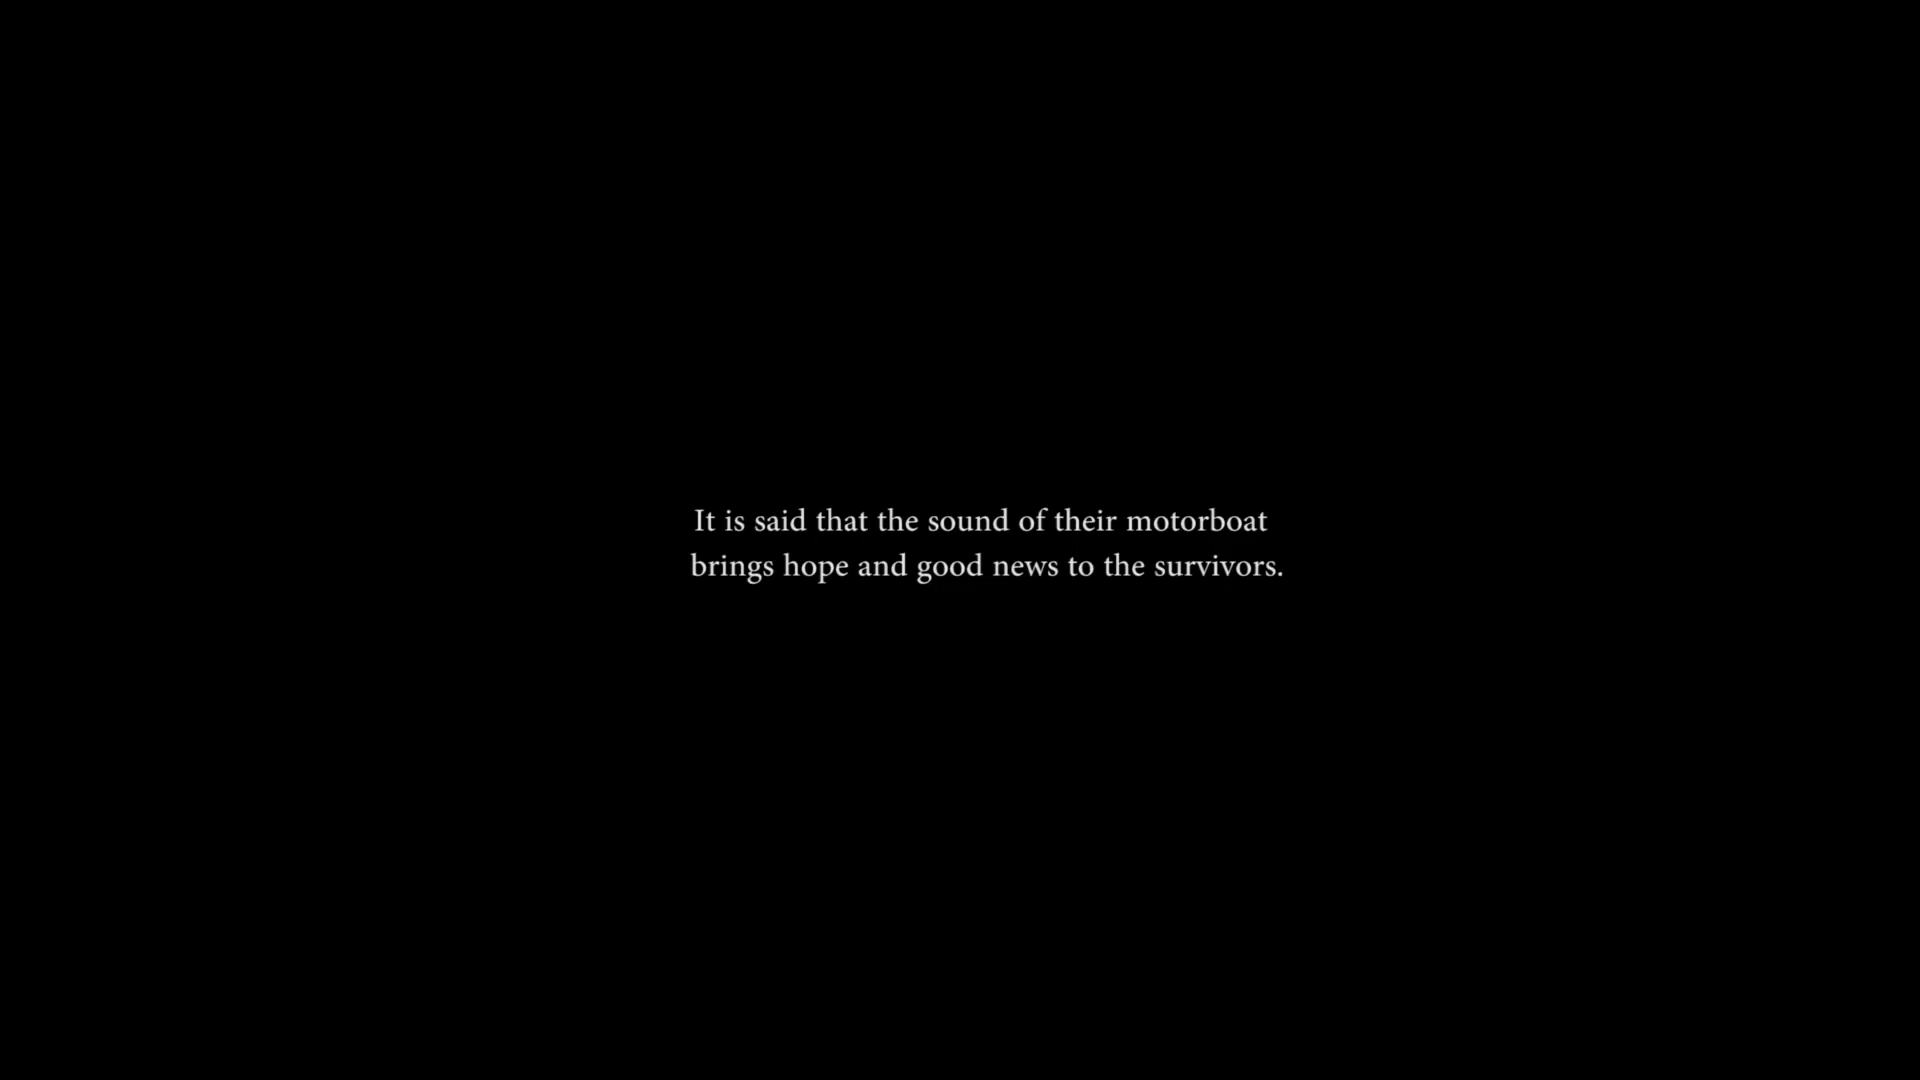 It is said that the sound of their motorboat
brings hope and good news to the survivors.